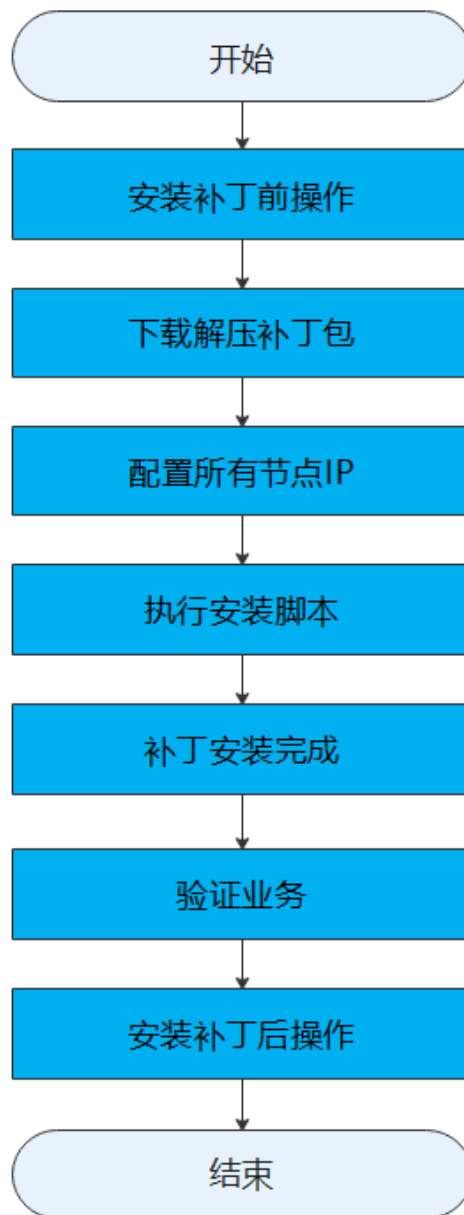 开始
安装补丁前操作
下载解压补丁包
配置所有节点IP
执行安装脚本
补丁安装完成
验证业务
安装补丁后操作
结束